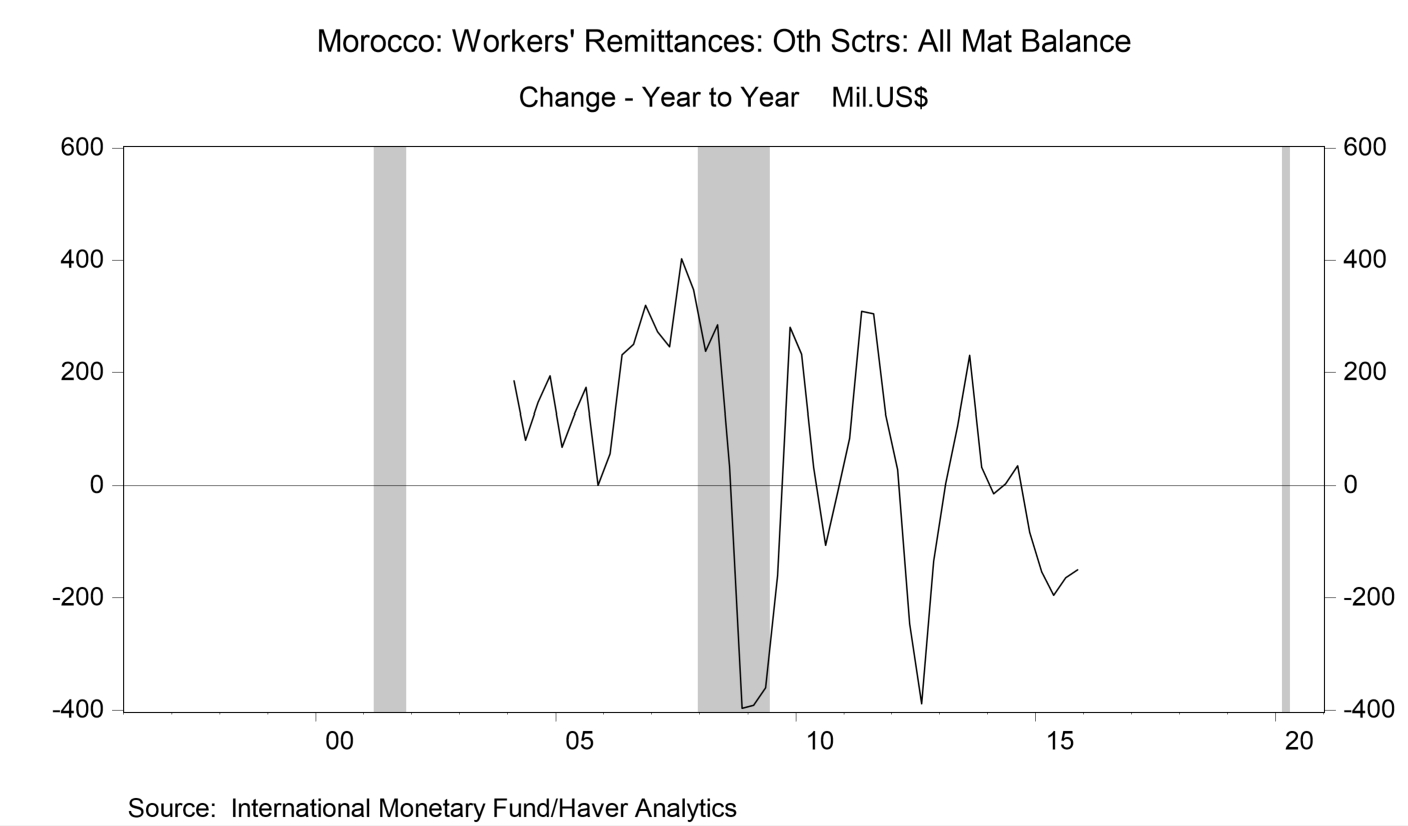 Morocco: Workers' Remittances: Oth Sctrs: All Mat Balance
Change - Year to Year Mil.US$
600 600
400 400
200 200
0 0
-200 -200
-400 -400
00 05 10 15 20
Source: International Monetary Fund/Haver Analytics